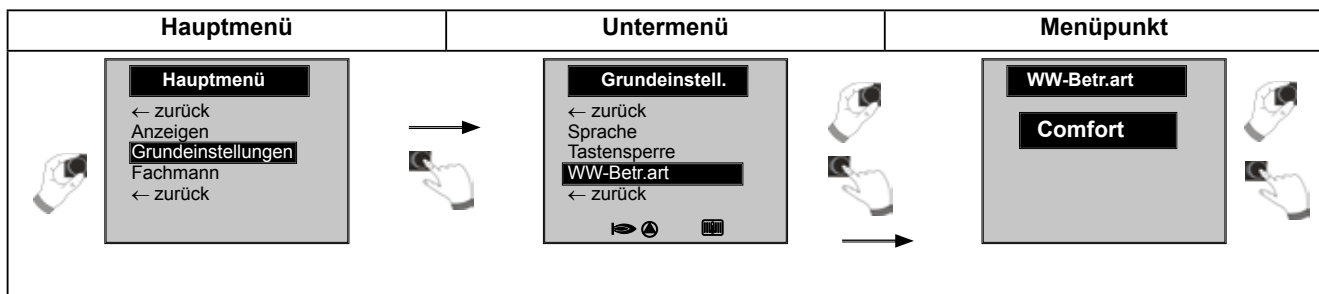 Hauptmenü
Untermenü
Menüpunkt
Hauptmenü
← zurück
Anzeigen
Grundeinstellungen
Fachmann
← zurück
Grundeinstell.
← zurück
Sprache
Tastensperre
WW-Betr.art
← zurück
WW-Betr.art
Comfort